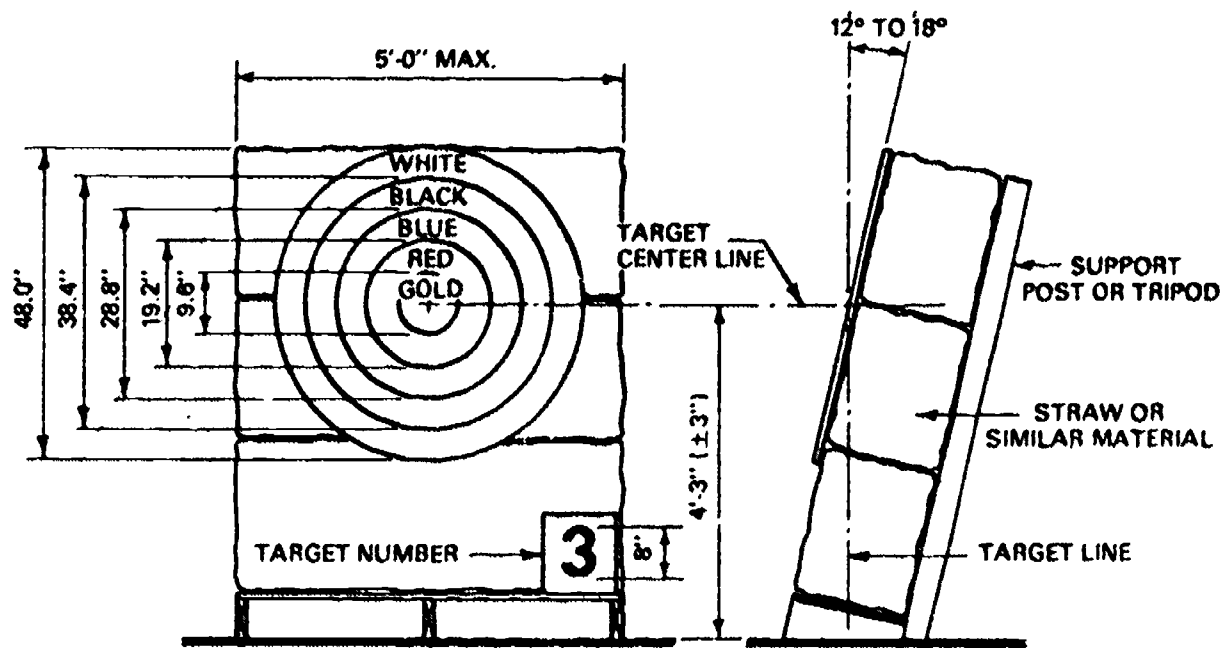 12° TO 18°
5'-0" MAX.
WHITE
BLACK
BLUE
RED
GOLD
48.0"
38.4"
28.8"
19.2"
9.6"
TARGET
CENTER LINE
SUPPORT
POST OR TRIPOD
4'-3" (±3")
STRAW OR
SIMILAR MATERIAL
TARGET NUMBER
3
8"
TARGET LINE